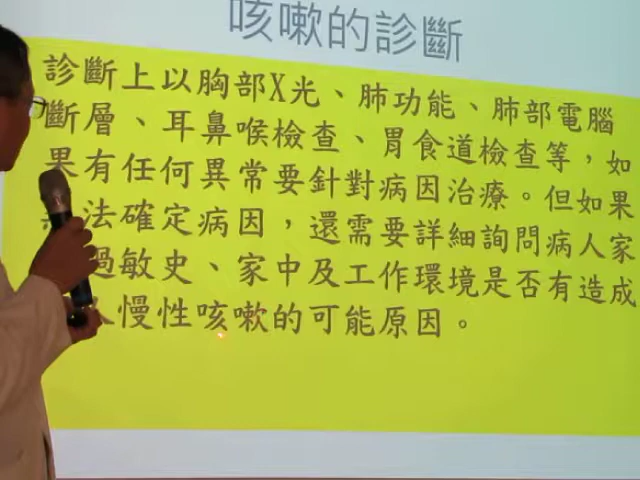 咳嗽的診斷
診斷上以胸部X光、肺功能、肺部電腦
斷層、耳鼻喉檢查、胃食道檢查等，如
果有任何異常要針對病因治療。但如果
法確定病因，還需要詳細詢問病人家
過敏史、家中及工作環境是否有造成
慢性咳嗽的可能原因。